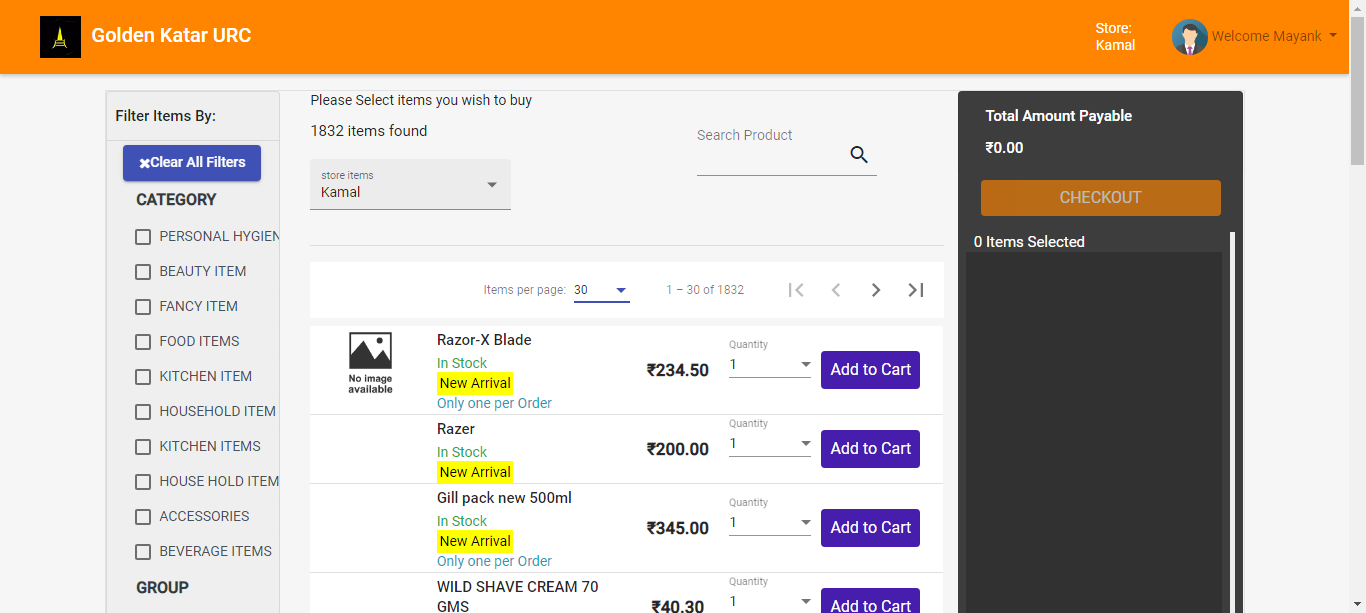 Golden Katar URC
Store:
Kamal
Welcome Mayank
Filter Items By:
✖Clear All Filters
CATEGORY
PERSONAL HYGIEN
BEAUTY ITEM
FANCY ITEM
FOOD ITEMS
KITCHEN ITEM
HOUSEHOLD ITEM
KITCHEN ITEMS
HOUSE HOLD ITEM
ACCESSORIES
BEVERAGE ITEMS
GROUP
Please Select items you wish to buy
1832 items found
Search Product
store items
Kamal
Items per page: 30 1 – 30 of 1832
No image
available
Razor-X Blade
In Stock
New Arrival
Only one per Order
₹234.50
Quantity
1
Add to Cart
Razer
In Stock
New Arrival
₹200.00
Quantity
1
Add to Cart
Gill pack new 500ml
In Stock
New Arrival
Only one per Order
₹345.00
Quantity
1
Add to Cart
WILD SHAVE CREAM 70
GMS
₹40.30
Quantity
1
Add to Cart
Total Amount Payable
₹0.00
CHECKOUT
0 Items Selected